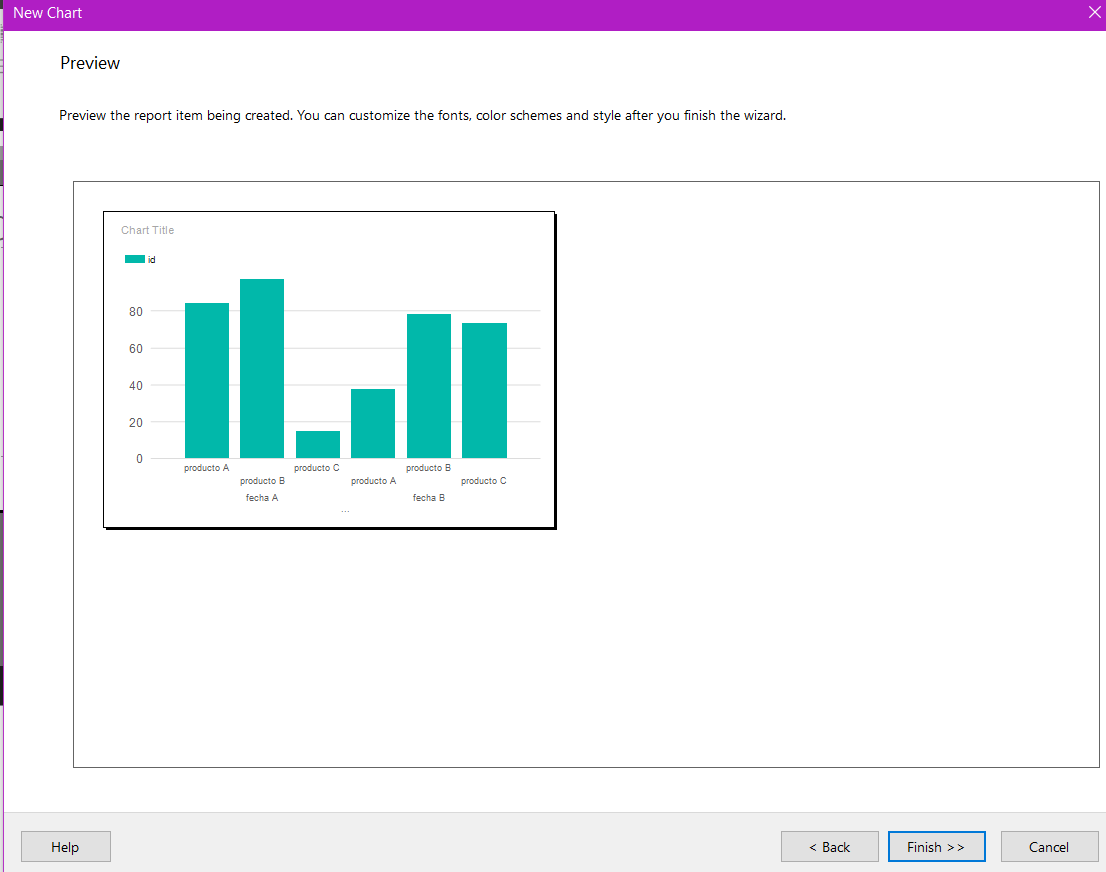 New Chart
Preview
Preview the report item being created. You can customize the fonts, color schemes and style after you finish the wizard.
Chart Title
id
80
60
40
20
0
producto A producto C producto B
producto B producto A producto C
fecha A fecha B
...
Help < Back Finish >> Cancel